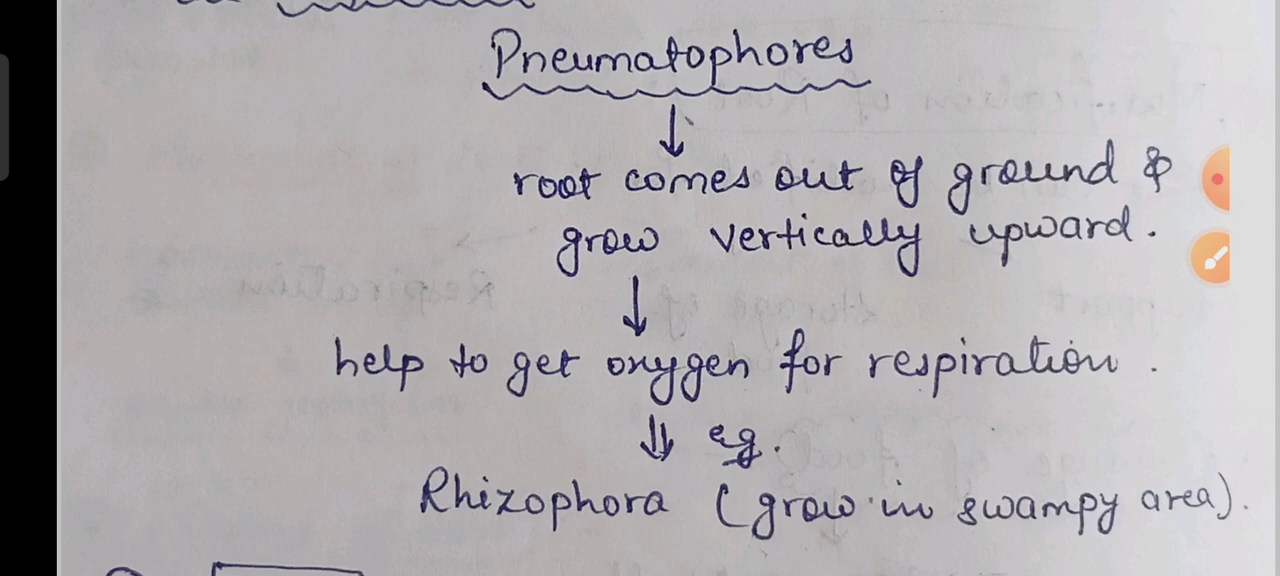 Pneumatophores
↓
root comes out of ground &
grow vertically upward.
↓
help to get oxygen for respiration.
⇓ eg.
Rhizophora (grow in swampy area).